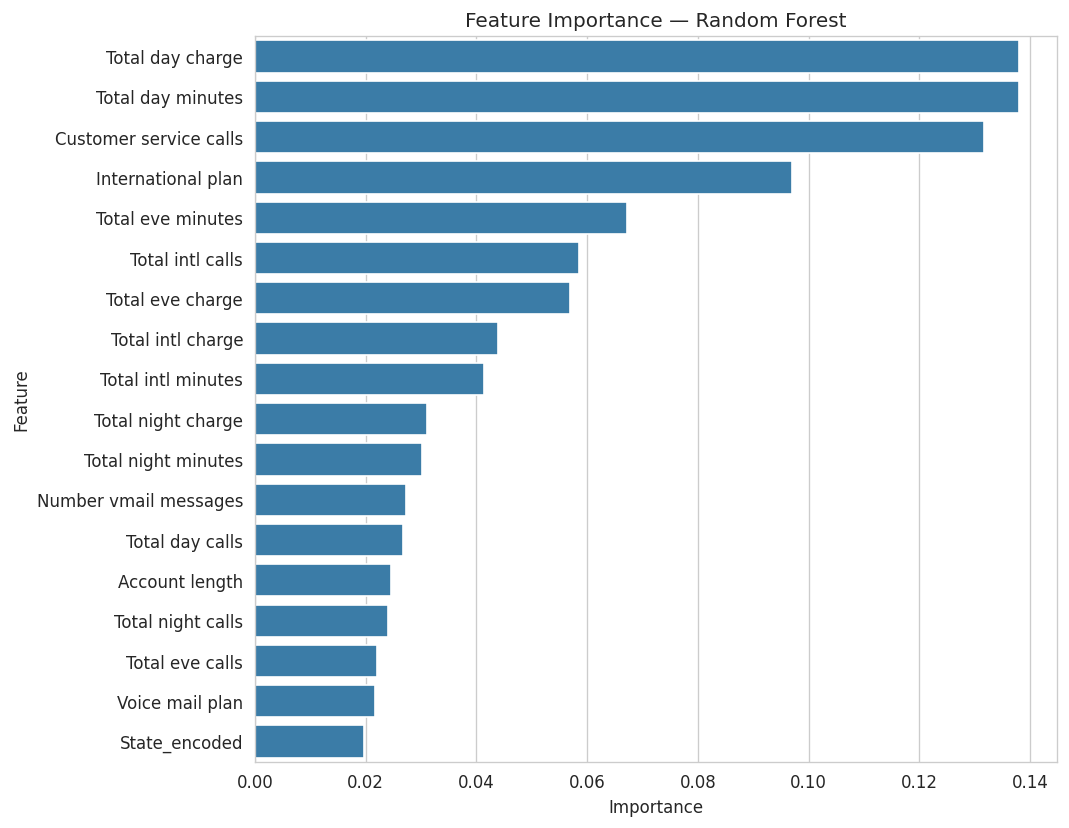 Feature Importance — Random Forest
Total day charge
Total day minutes
Customer service calls
International plan
Total eve minutes
Total intl calls
Total eve charge
Total intl charge
Total intl minutes
Total night charge
Total night minutes
Number vmail messages
Total day calls
Account length
Total night calls
Total eve calls
Voice mail plan
State_encoded
Feature
0.00 0.02 0.04 0.06 0.08 0.10 0.12 0.14
Importance